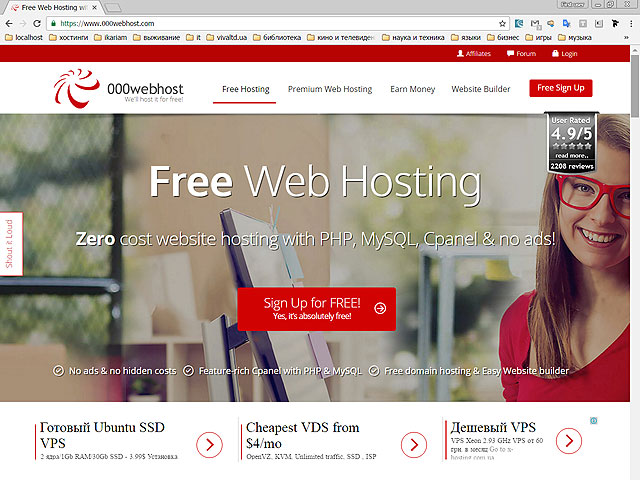 Free Web Hosting wit
Find user
https://www.000webhost.com
localhost хостинги ikariam выживание it vivaltd.ua библиотека кино и телевиден наука и техника языки бизнес игры музыка
Affiliates Forum Login
000webhost
We'll host it for free!
Free Hosting Premium Web Hosting Earn Money Website Builder Free Sign Up
User Rated
4.9/5
read more..
2208 reviews
Free Web Hosting
Shout it Loud
Zero cost website hosting with PHP, MySQL, Cpanel & no ads!
Sign Up for FREE!
Yes, it's absolutely free!
No ads & no hidden costs Feature-rich Cpanel with PHP & MySQL Free domain hosting & Easy Website builder
Готовый Ubuntu SSD
VPS
2 ядра/1Gb RAM/30Gb SSD - 3.99$ Установка
Cheapest VDS from
$4/mo
OpenVZ, KVM, Unlimited traffic, SSD , ISP
Дешевый VPS
VPS Xeon 2.93 GHz VPS от 60
грн. в месяц Go to x-
hosting.com.ua